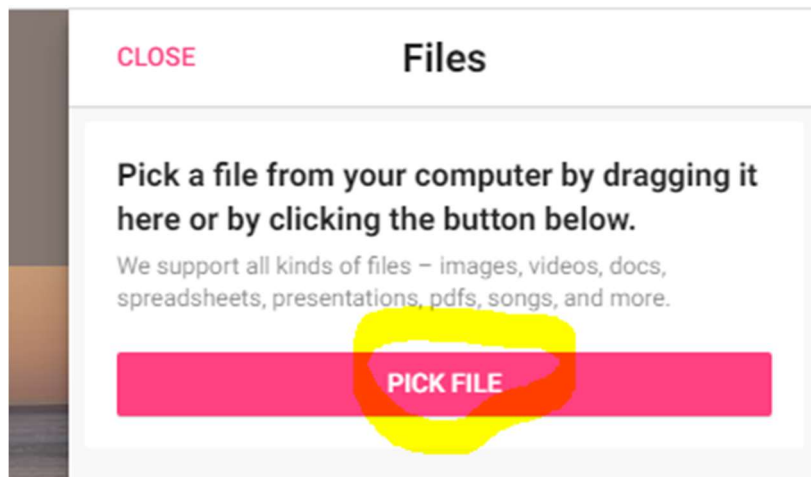 CLOSE
Files
Pick a file from your computer by dragging it
here or by clicking the button below.
We support all kinds of files – images, videos, docs,
spreadsheets, presentations, pdfs, songs, and more.
PICK FILE